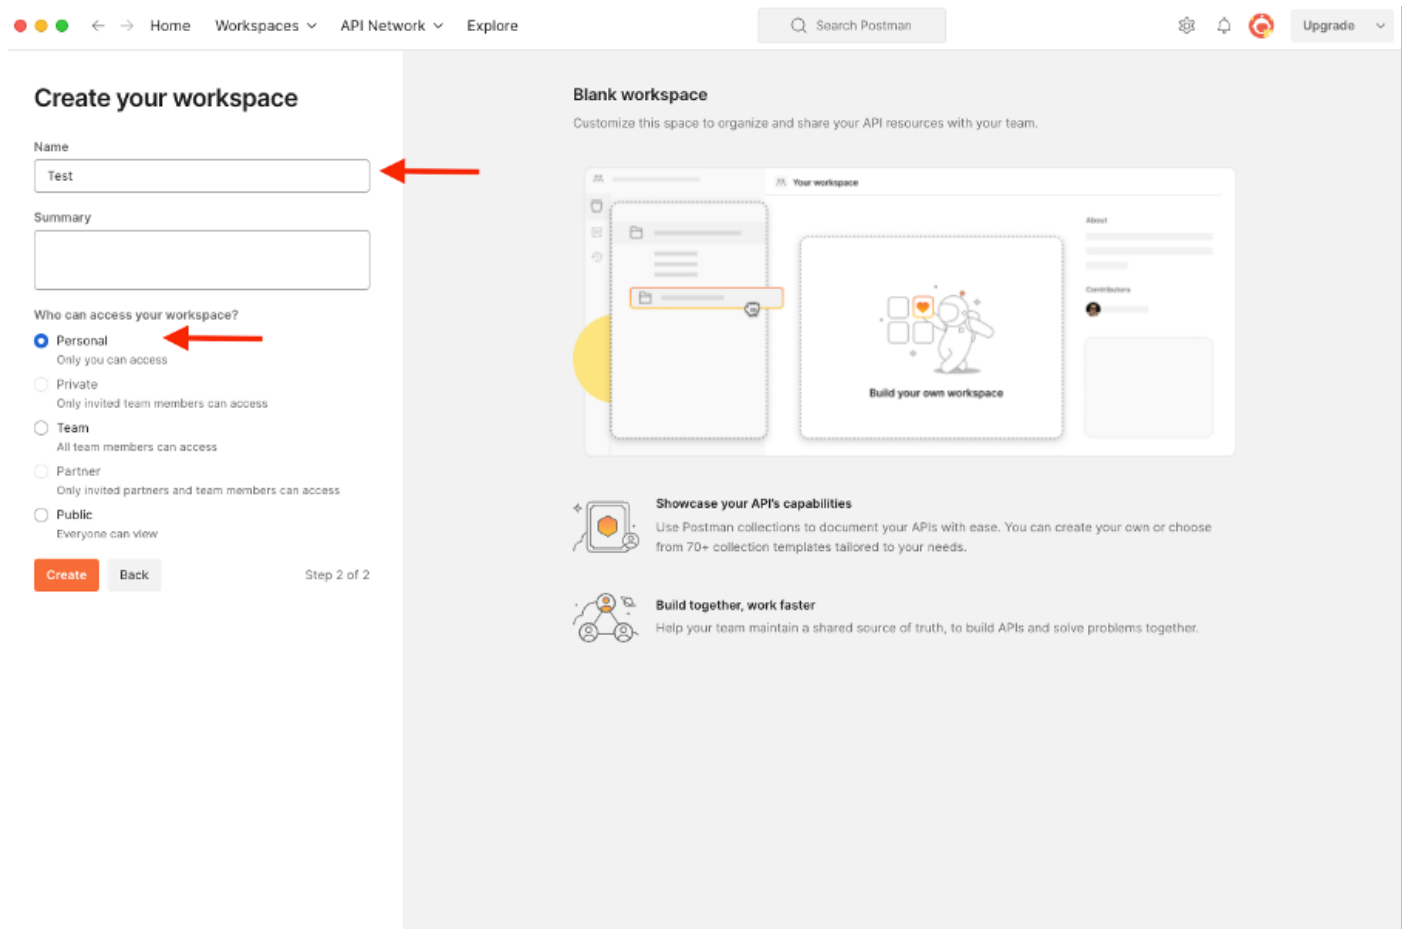 Home Workspaces API Network Explore Search Postman Upgrade
Create your workspace
Name
Test
Summary
Who can access your workspace?
Personal
Only you can access
Private
Only invited team members can access
Team
All team members can access
Partner
Only invited partners and team members can access
Public
Everyone can view
Create Back Step 2 of 2
Blank workspace
Customize this space to organize and share your API resources with your team.
Your workspace
About
Contributors
Build your own workspace
Showcase your API's capabilities
Use Postman collections to document your APIs with ease. You can create your own or choose
from 70+ collection templates tailored to your needs.
Build together, work faster
Help your team maintain a shared source of truth, to build APIs and solve problems together.